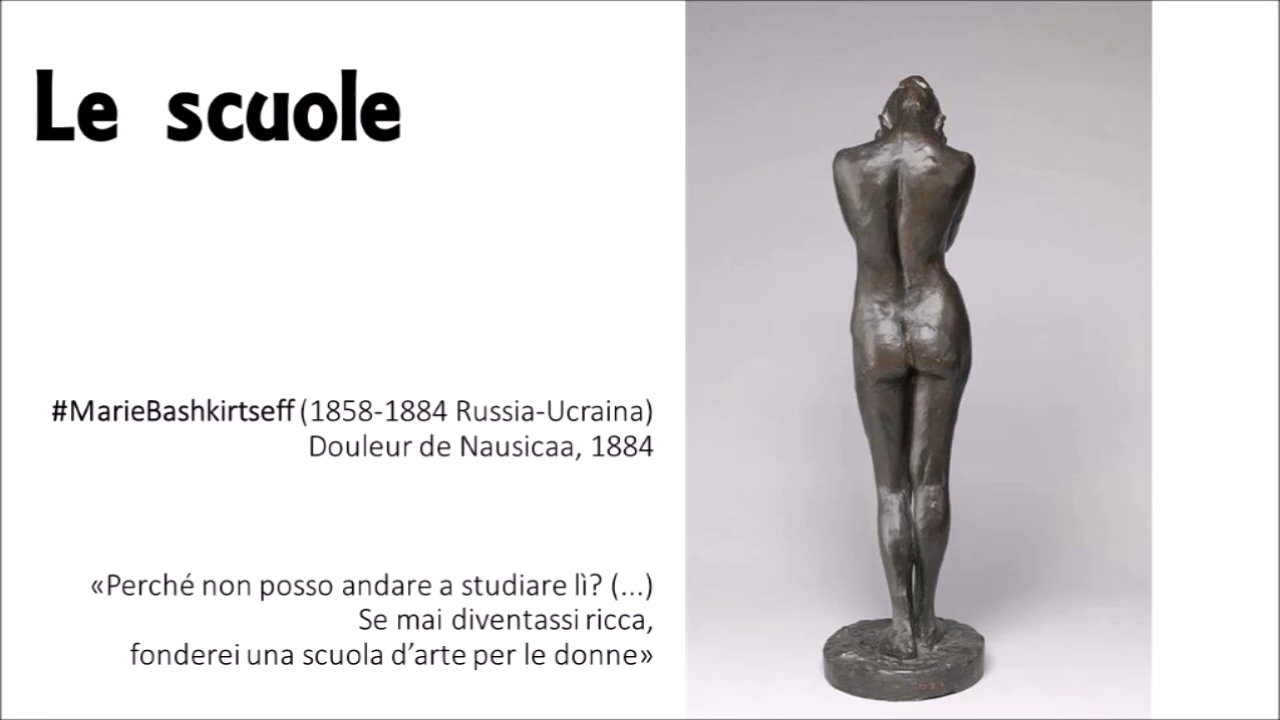 Le scuole
#MarieBashkirtseff (1858-1884 Russia-Ucraina)
Douleur de Nausicaa, 1884
«Perché non posso andare a studiare lì? (...)
Se mai diventassi ricca,
fonderei una scuola d’arte per le donne»